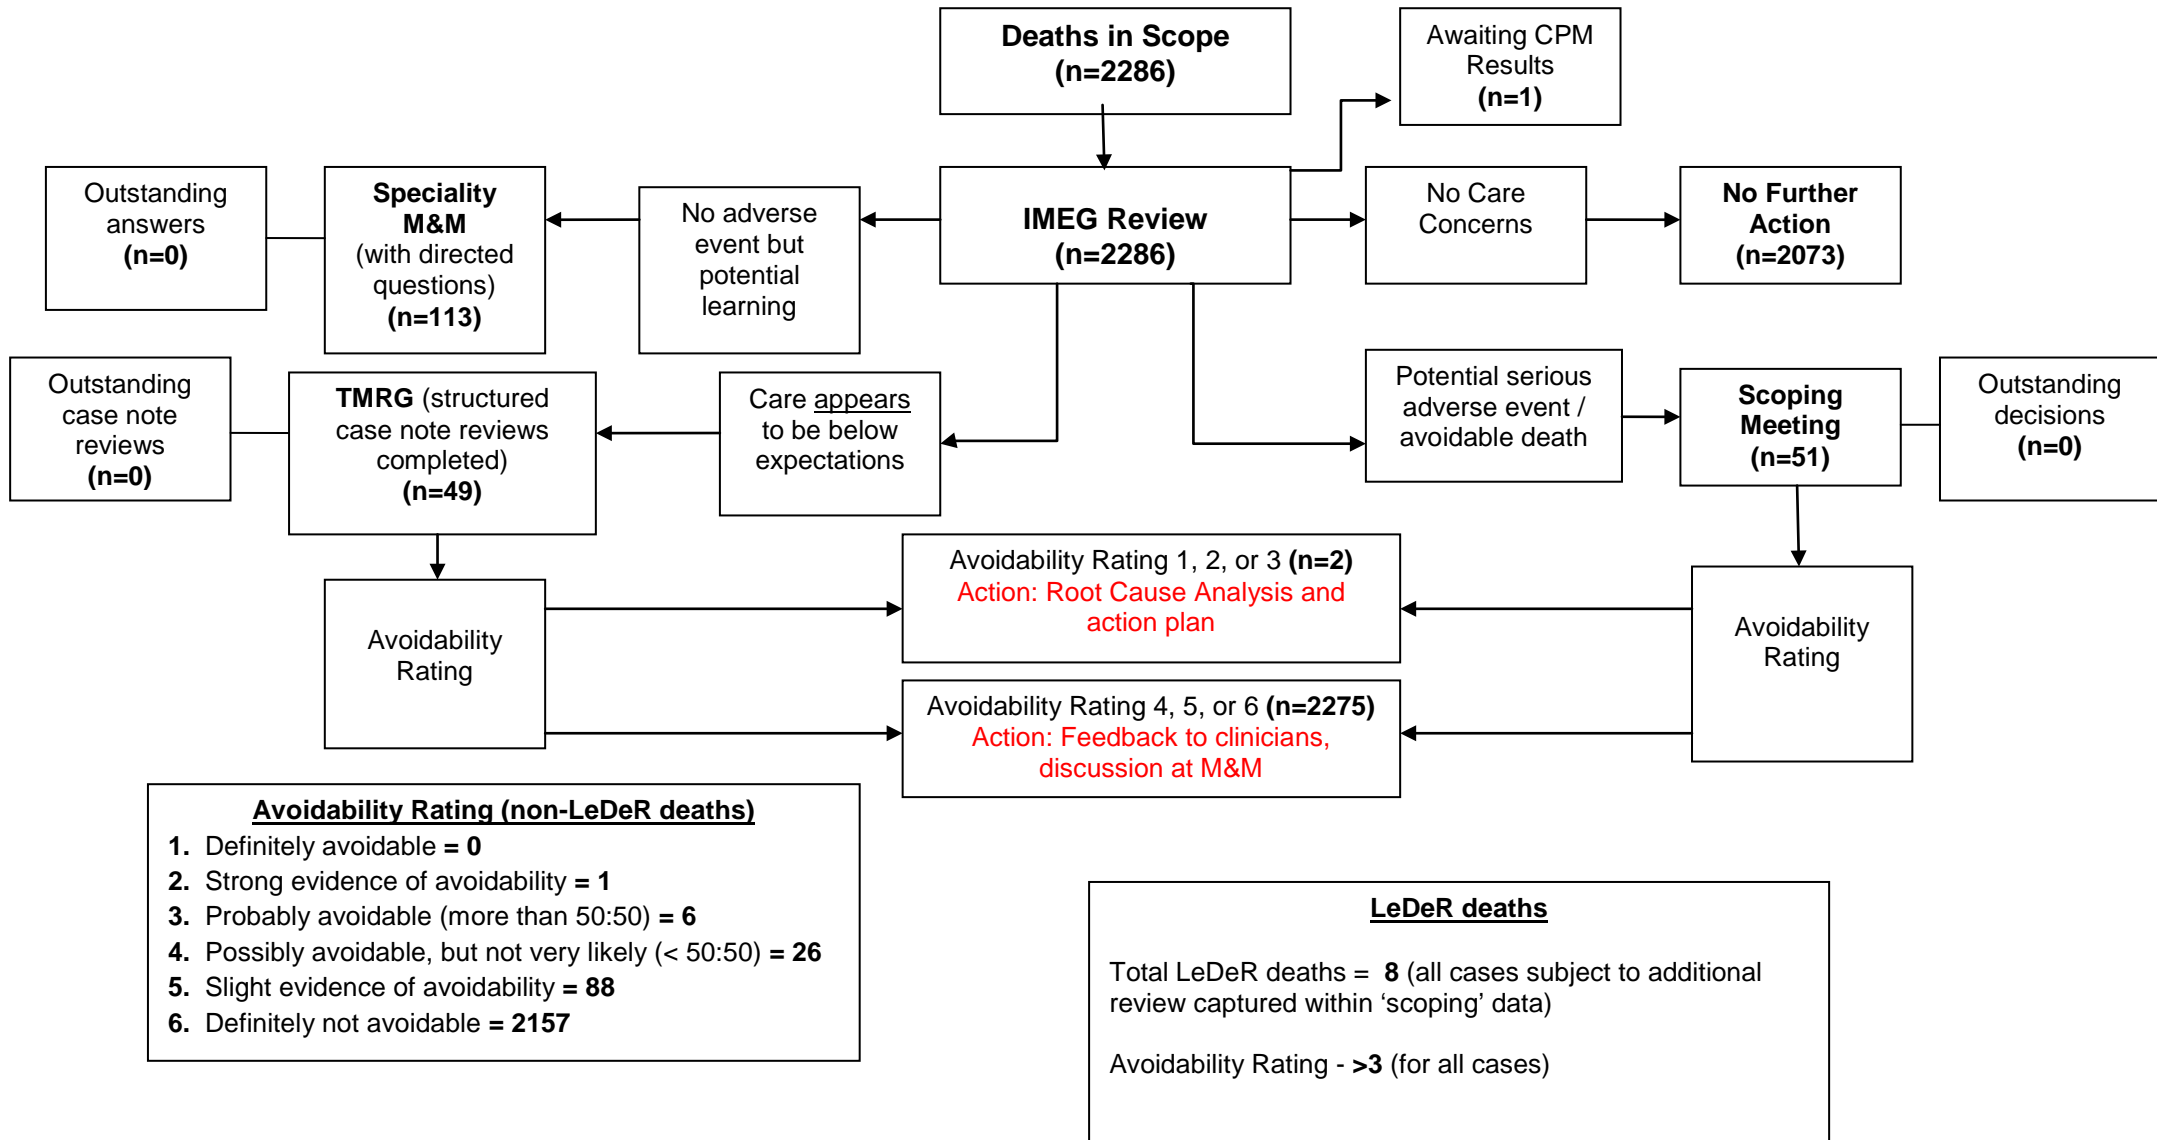 Deaths in Scope
(n=2286)
Awaiting CPM
Results
(n=1)
Outstanding
answers
(n=0)
Speciality
M&M
(with directed
questions)
(n=113)
No adverse
event but
potential
learning
IMEG Review
(n=2286)
No Care
Concerns
No Further
Action
(n=2073)
Outstanding
case note
reviews
(n=0)
TMRG (structured
case note reviews
completed)
(n=49)
Care appears
to be below
expectations
Potential serious
adverse event /
avoidable death
Scoping
Meeting
(n=51)
Outstanding
decisions
(n=0)
Avoidability
Rating
Avoidability Rating 1, 2, or 3 (n=2)
Action: Root Cause Analysis and
action plan
Avoidability
Rating
Avoidability Rating 4, 5, or 6 (n=2275)
Action: Feedback to clinicians,
discussion at M&M
Avoidability Rating (non-LeDeR deaths)
1. Definitely avoidable = 0
2. Strong evidence of avoidability = 1
3. Probably avoidable (more than 50:50) = 6
4. Possibly avoidable, but not very likely (< 50:50) = 26
5. Slight evidence of avoidability = 88
6. Definitely not avoidable = 2157
LeDeR deaths
Total LeDeR deaths = 8 (all cases subject to additional
review captured within ‘scoping’ data)
Avoidability Rating - >3 (for all cases)